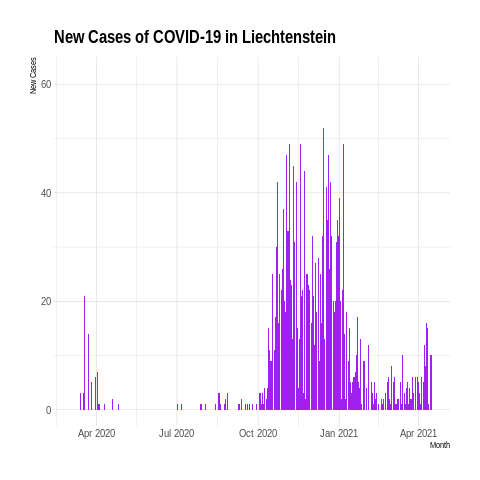 New Cases of COVID-19 in Liechtenstein
New Cases
60
40
20
0
Apr 2020 Jul 2020 Oct 2020 Jan 2021 Apr 2021
Month